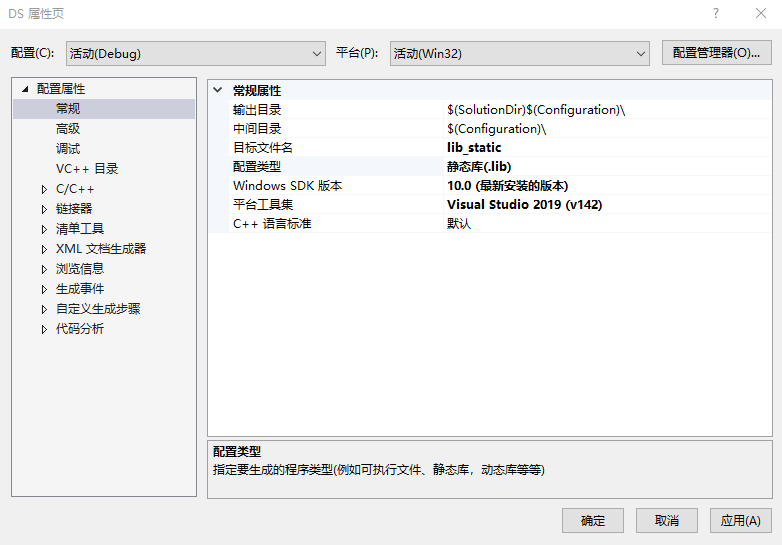 DS 属性页
配置(C): 活动(Debug) 平台(P): 活动(Win32) 配置管理器(O)...
配置属性
常规
高级
调试
VC++ 目录
C/C++
链接器
清单工具
XML 文档生成器
浏览信息
生成事件
自定义生成步骤
代码分析
常规属性
输出目录 $(SolutionDir)$(Configuration)\
中间目录 $(Configuration)\
目标文件名 lib_static
配置类型 静态库(.lib)
Windows SDK 版本 10.0 (最新安装的版本)
平台工具集 Visual Studio 2019 (v142)
C++ 语言标准 默认
配置类型
指定要生成的程序类型(例如可执行文件、静态库，动态库等等)
确定 取消 应用(A)